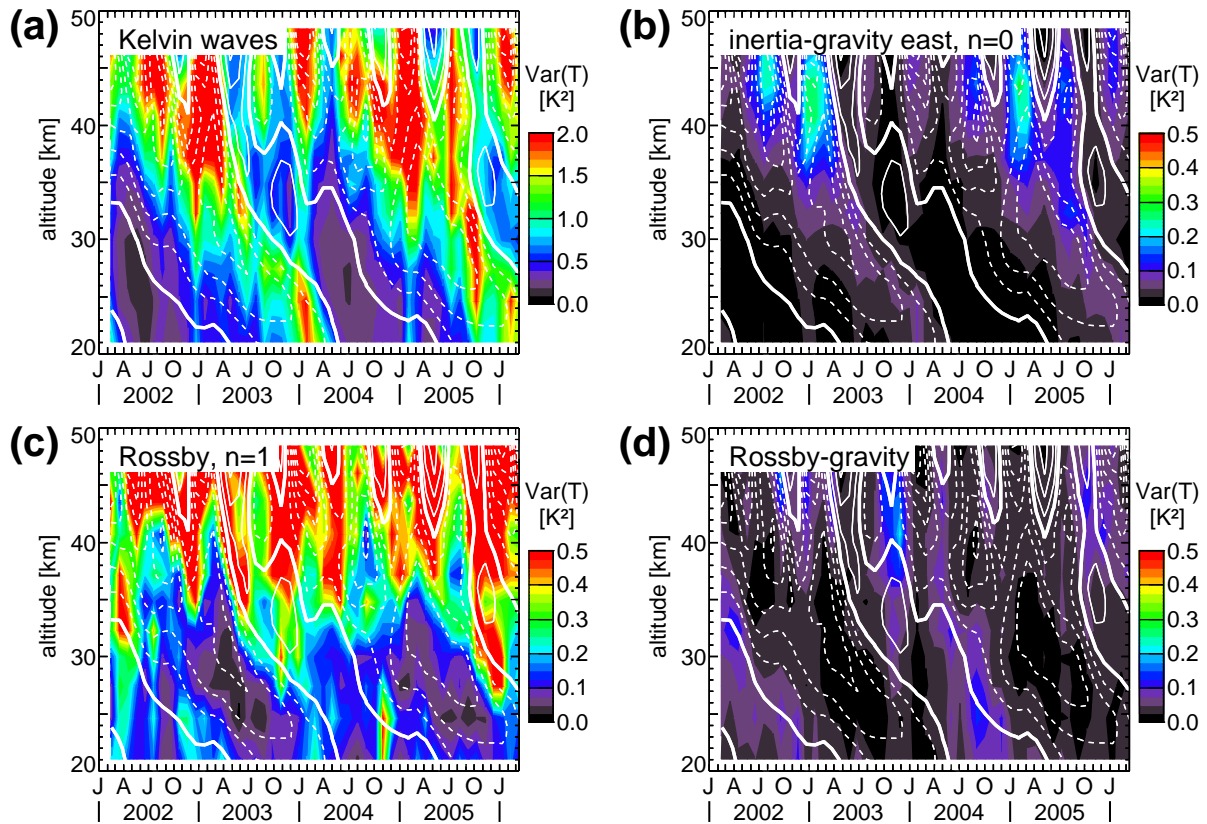 (a)
Kelvin waves
altitude [km]
50
40
30
20
J A J O J A J O J A J O J A J O J
| 2002 | 2003 | 2004 | 2005 |
Var(T)
[K²]
2.0
1.5
1.0
0.5
0.0
(b)
inertia-gravity east, n=0
altitude [km]
50
40
30
20
J A J O J A J O J A J O J A J O J
| 2002 | 2003 | 2004 | 2005 |
Var(T)
[K²]
0.5
0.4
0.3
0.2
0.1
0.0
(c)
Rossby, n=1
altitude [km]
50
40
30
20
J A J O J A J O J A J O J A J O J
| 2002 | 2003 | 2004 | 2005 |
Var(T)
[K²]
0.5
0.4
0.3
0.2
0.1
0.0
(d)
Rossby-gravity
altitude [km]
50
40
30
20
J A J O J A J O J A J O J A J O J
| 2002 | 2003 | 2004 | 2005 |
Var(T)
[K²]
0.5
0.4
0.3
0.2
0.1
0.0